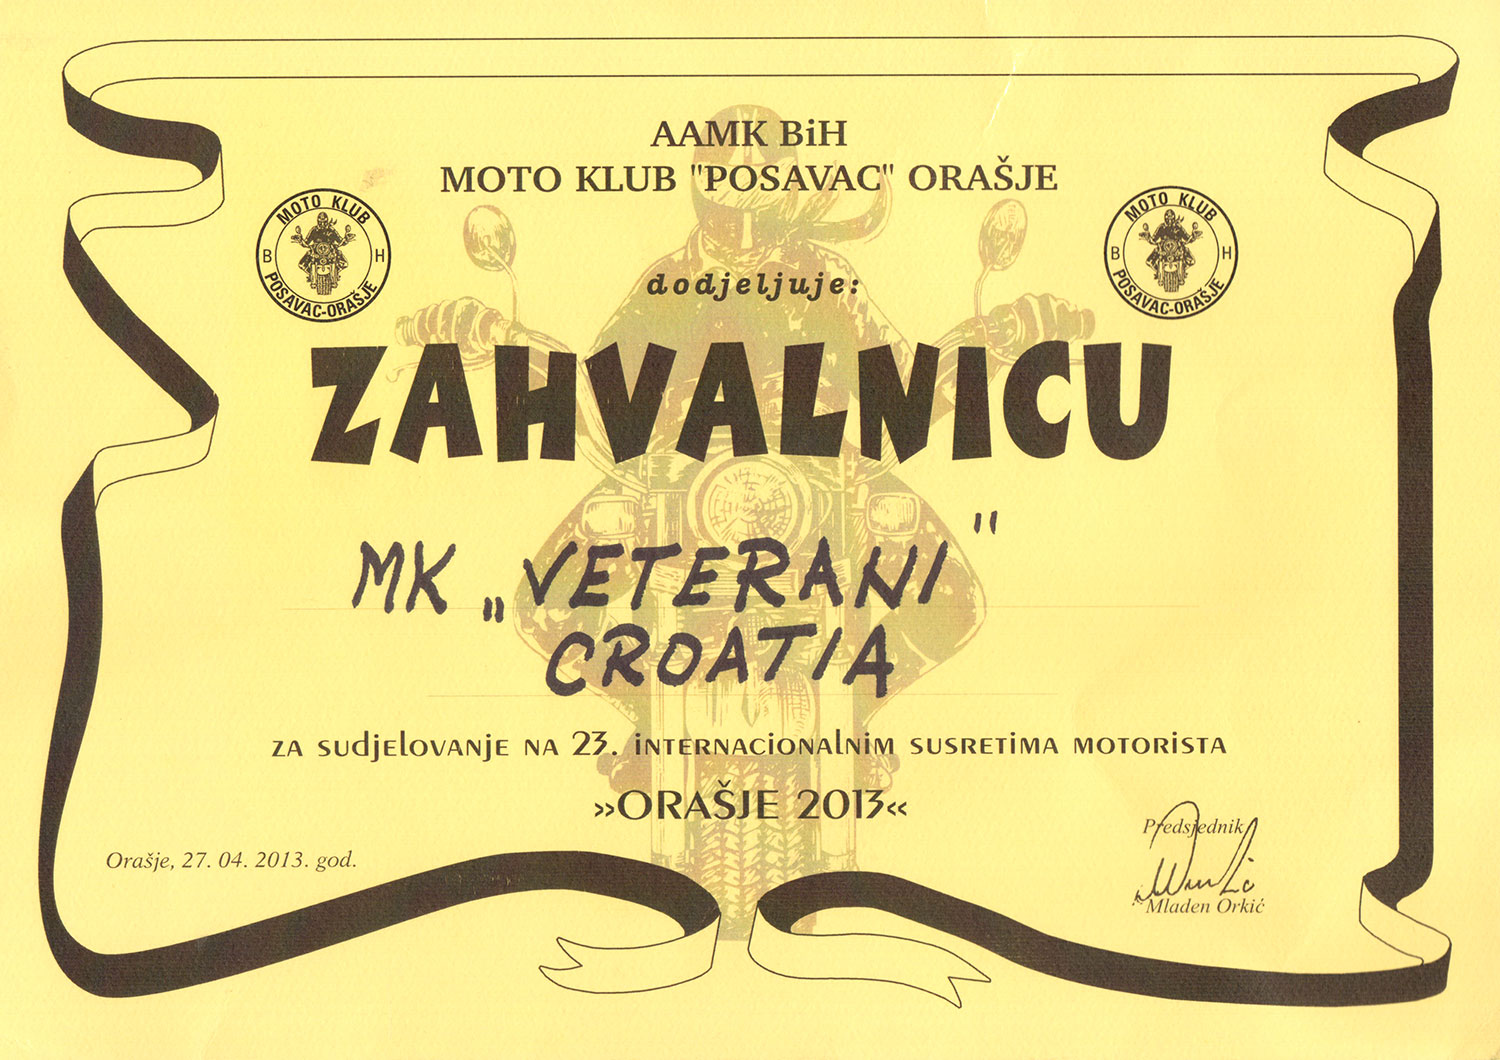 AAMK BiH
MOTO KLUB "POSAVAC" ORAŠJE
MOTO KLUB
B H
POSAVAC-ORAŠJE
MOTO KLUB
B H
POSAVAC-ORAŠJE
dodjeljuje:
ZAHVALNICU
MK „VETERANI"
CROATIA
za sudjelovanje na 23. internacionalnim susretima motorista
»ORAŠJE 2013«
Orašje, 27. 04. 2013. god.
Predsjednik
Mladen Orkić